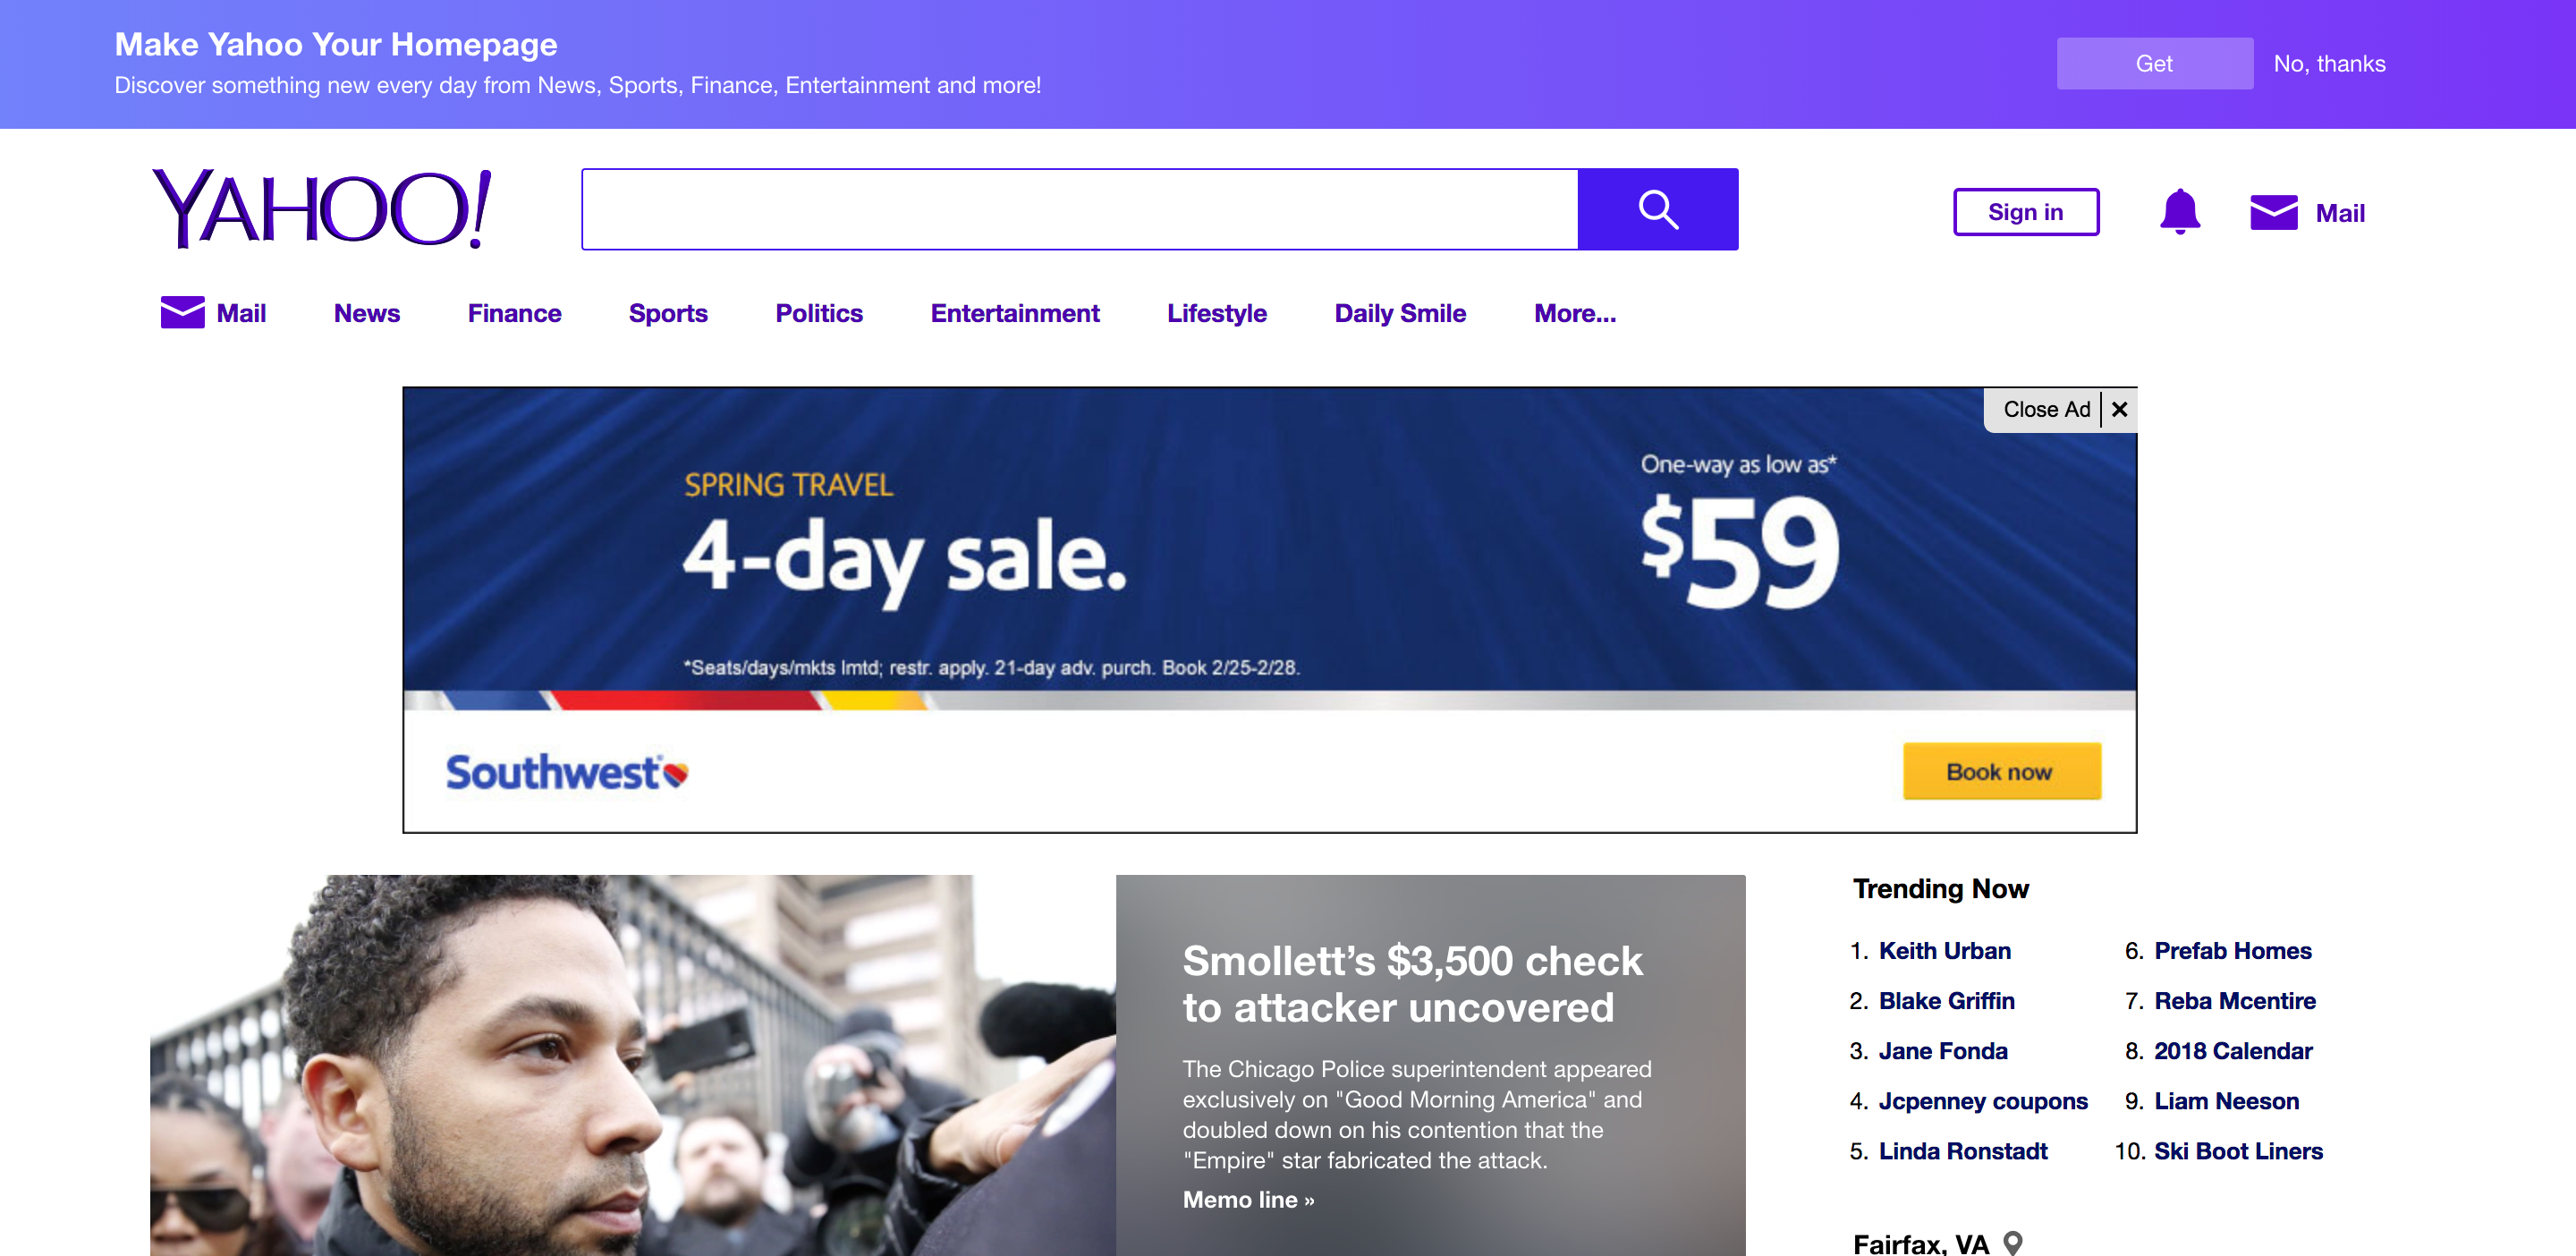 Make Yahoo Your Homepage
Discover something new every day from News, Sports, Finance, Entertainment and more!
Get
No, thanks
YAHOO!
Sign in
Mail
Mail
News
Finance
Sports
Politics
Entertainment
Lifestyle
Daily Smile
More...
Close Ad ×
SPRING TRAVEL
4-day sale.
One-way as low as*
$59
*Seats/days/mkts lmtd; restr. apply. 21-day adv. purch. Book 2/25-2/28.
Southwest®
Book now
Smollett’s $3,500 check
to attacker uncovered
The Chicago Police superintendent appeared
exclusively on "Good Morning America" and
doubled down on his contention that the
"Empire" star fabricated the attack.
Memo line »
Trending Now
1. Keith Urban
2. Blake Griffin
3. Jane Fonda
4. Jcpenney coupons
5. Linda Ronstadt
6. Prefab Homes
7. Reba Mcentire
8. 2018 Calendar
9. Liam Neeson
10. Ski Boot Liners
Fairfax, VA